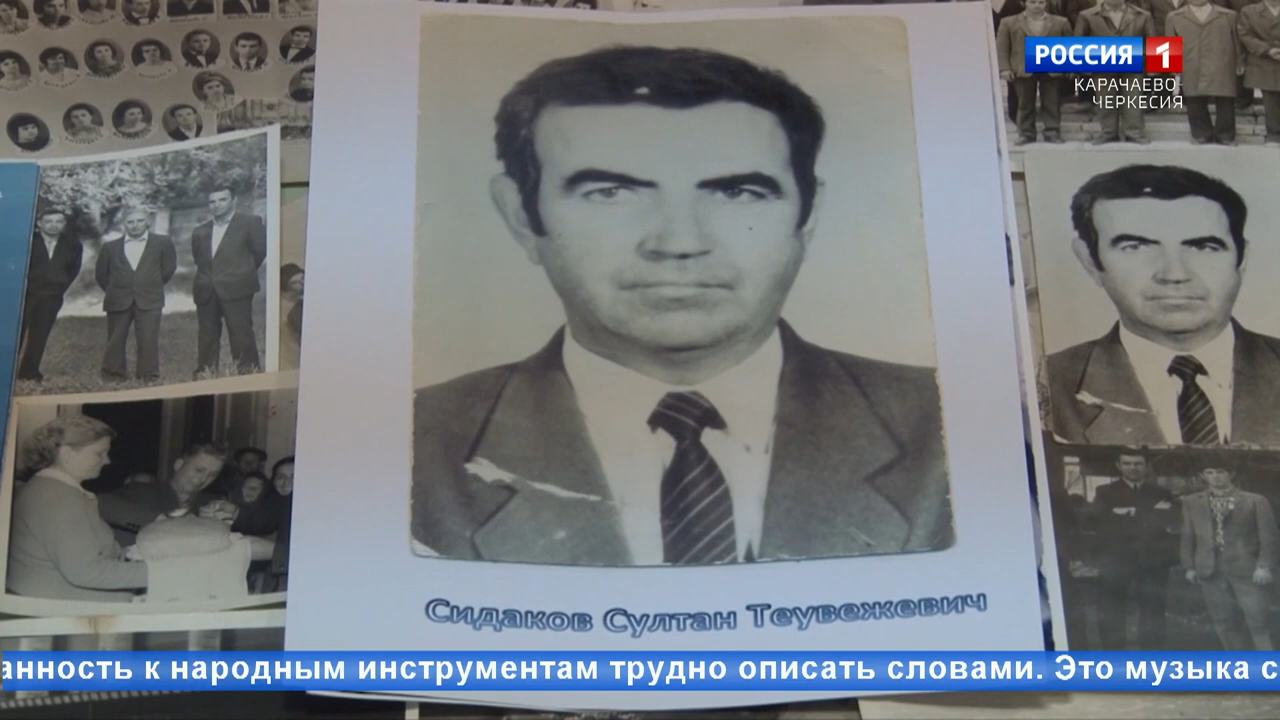 РОССИЯ 1
КАРАЧАЕВО-
ЧЕРКЕСИЯ
Сидаков Султан Теувежевич
анность к народным инструментам трудно описать словами. Это музыка с